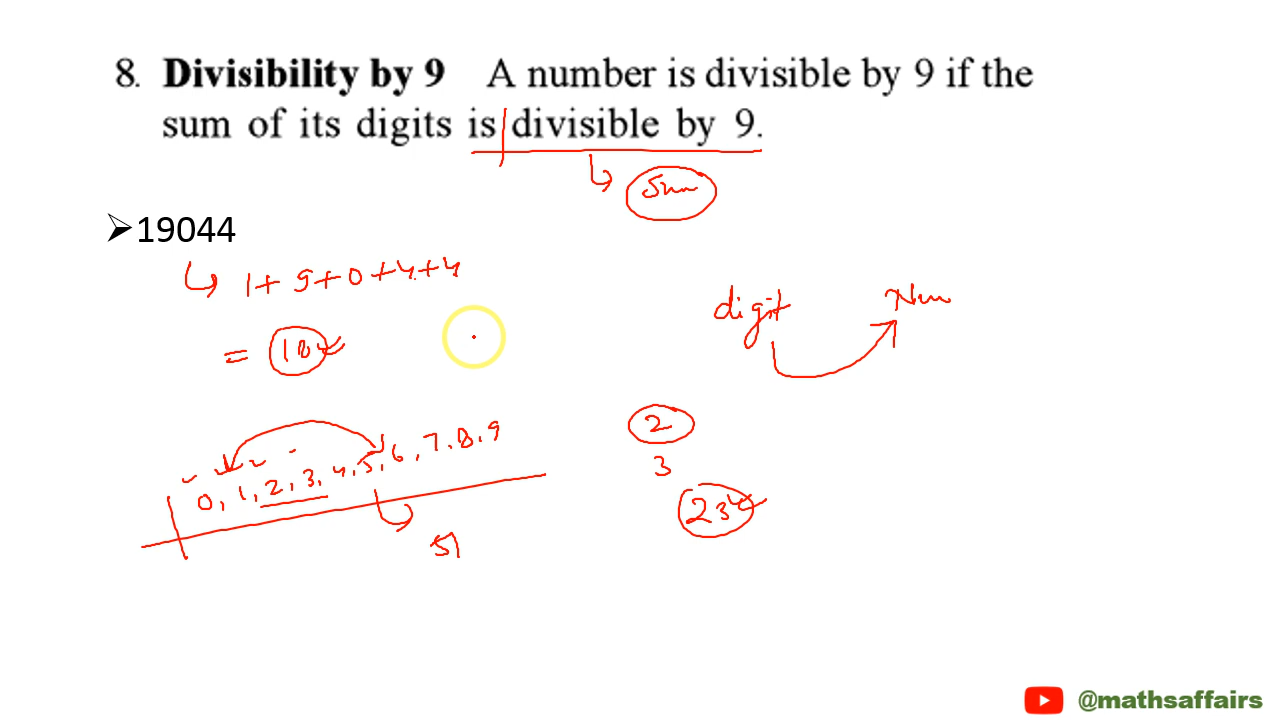 8. Divisibility by 9 A number is divisible by 9 if the
sum of its digits is divisible by 9.
Sum
➢19044
1+9+0+4+4
= 18
digit Num
2
0, 1, 2, 3, 4, 5, 6, 7, 8, 9
3
23
51
@mathsaffairs